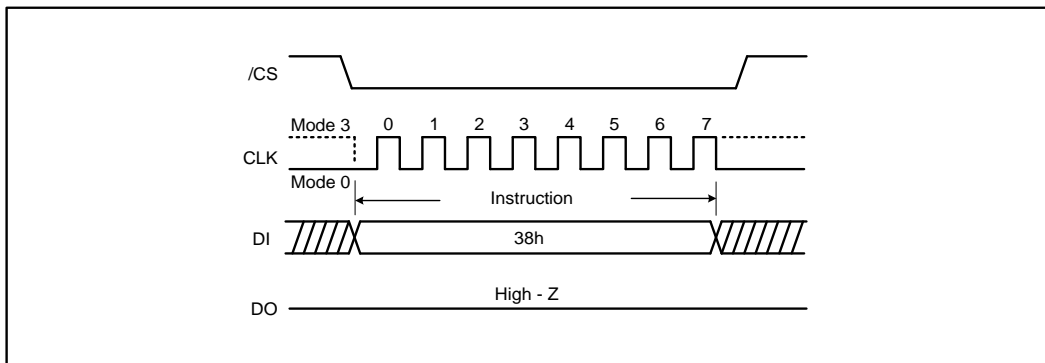 /CS
Mode 3 0 1 2 3 4 5 6 7
CLK
Mode 0
Instruction
DI 38h
High - Z
DO